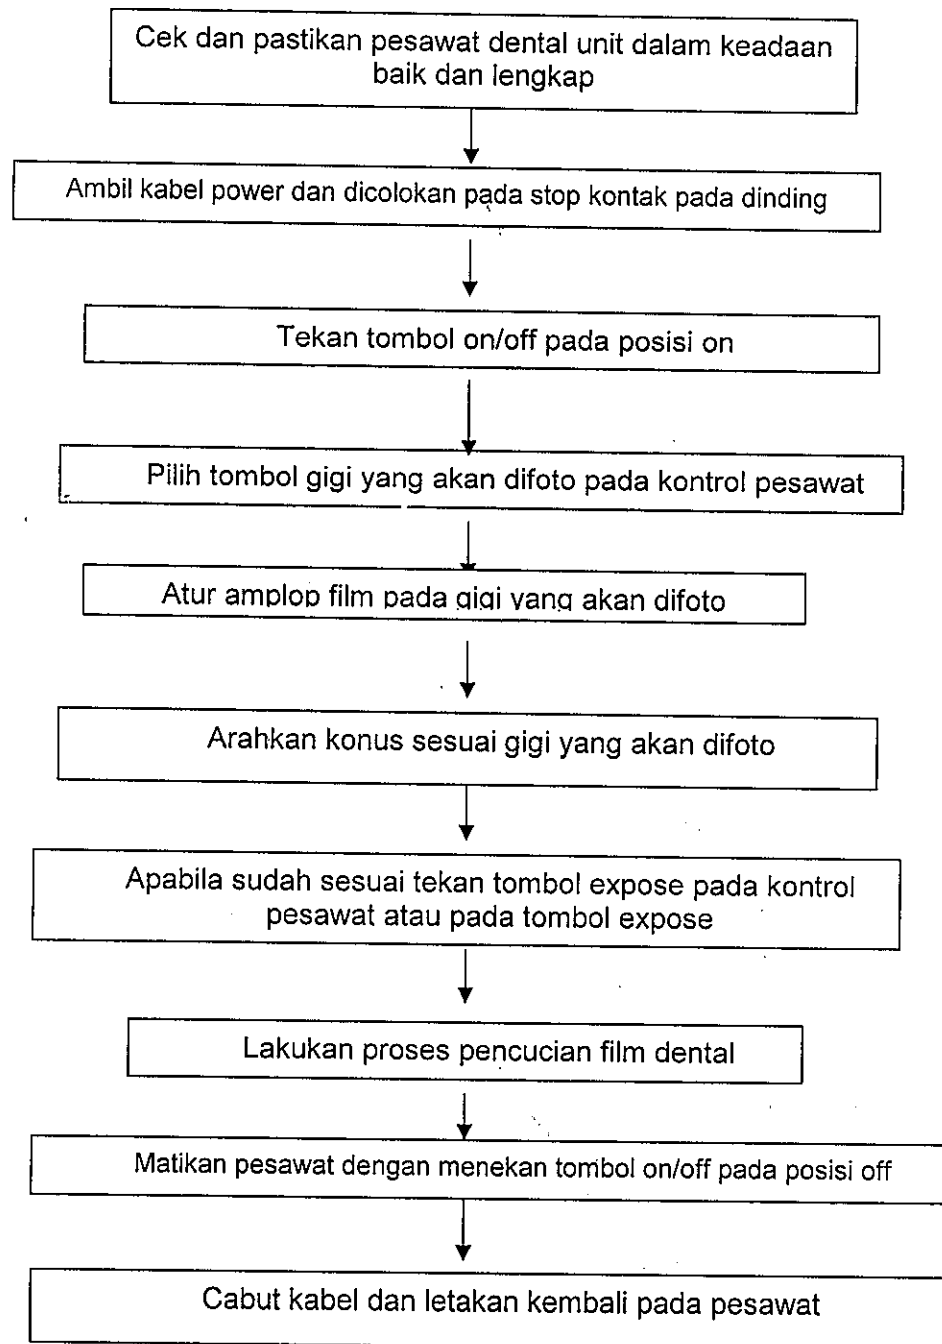 Cek dan pastikan pesawat dental unit dalam keadaan
baik dan lengkap
Ambil kabel power dan dicolokan pada stop kontak pada dinding
Tekan tombol on/off pada posisi on
Pilih tombol gigi yang akan difoto pada kontrol pesawat
Atur amplop film pada gigi yang akan difoto
Arahkan konus sesuai gigi yang akan difoto
Apabila sudah sesuai tekan tombol expose pada kontrol
pesawat atau pada tombol expose
Lakukan proses pencucian film dental
Matikan pesawat dengan menekan tombol on/off pada posisi off
Cabut kabel dan letakan kembali pada pesawat